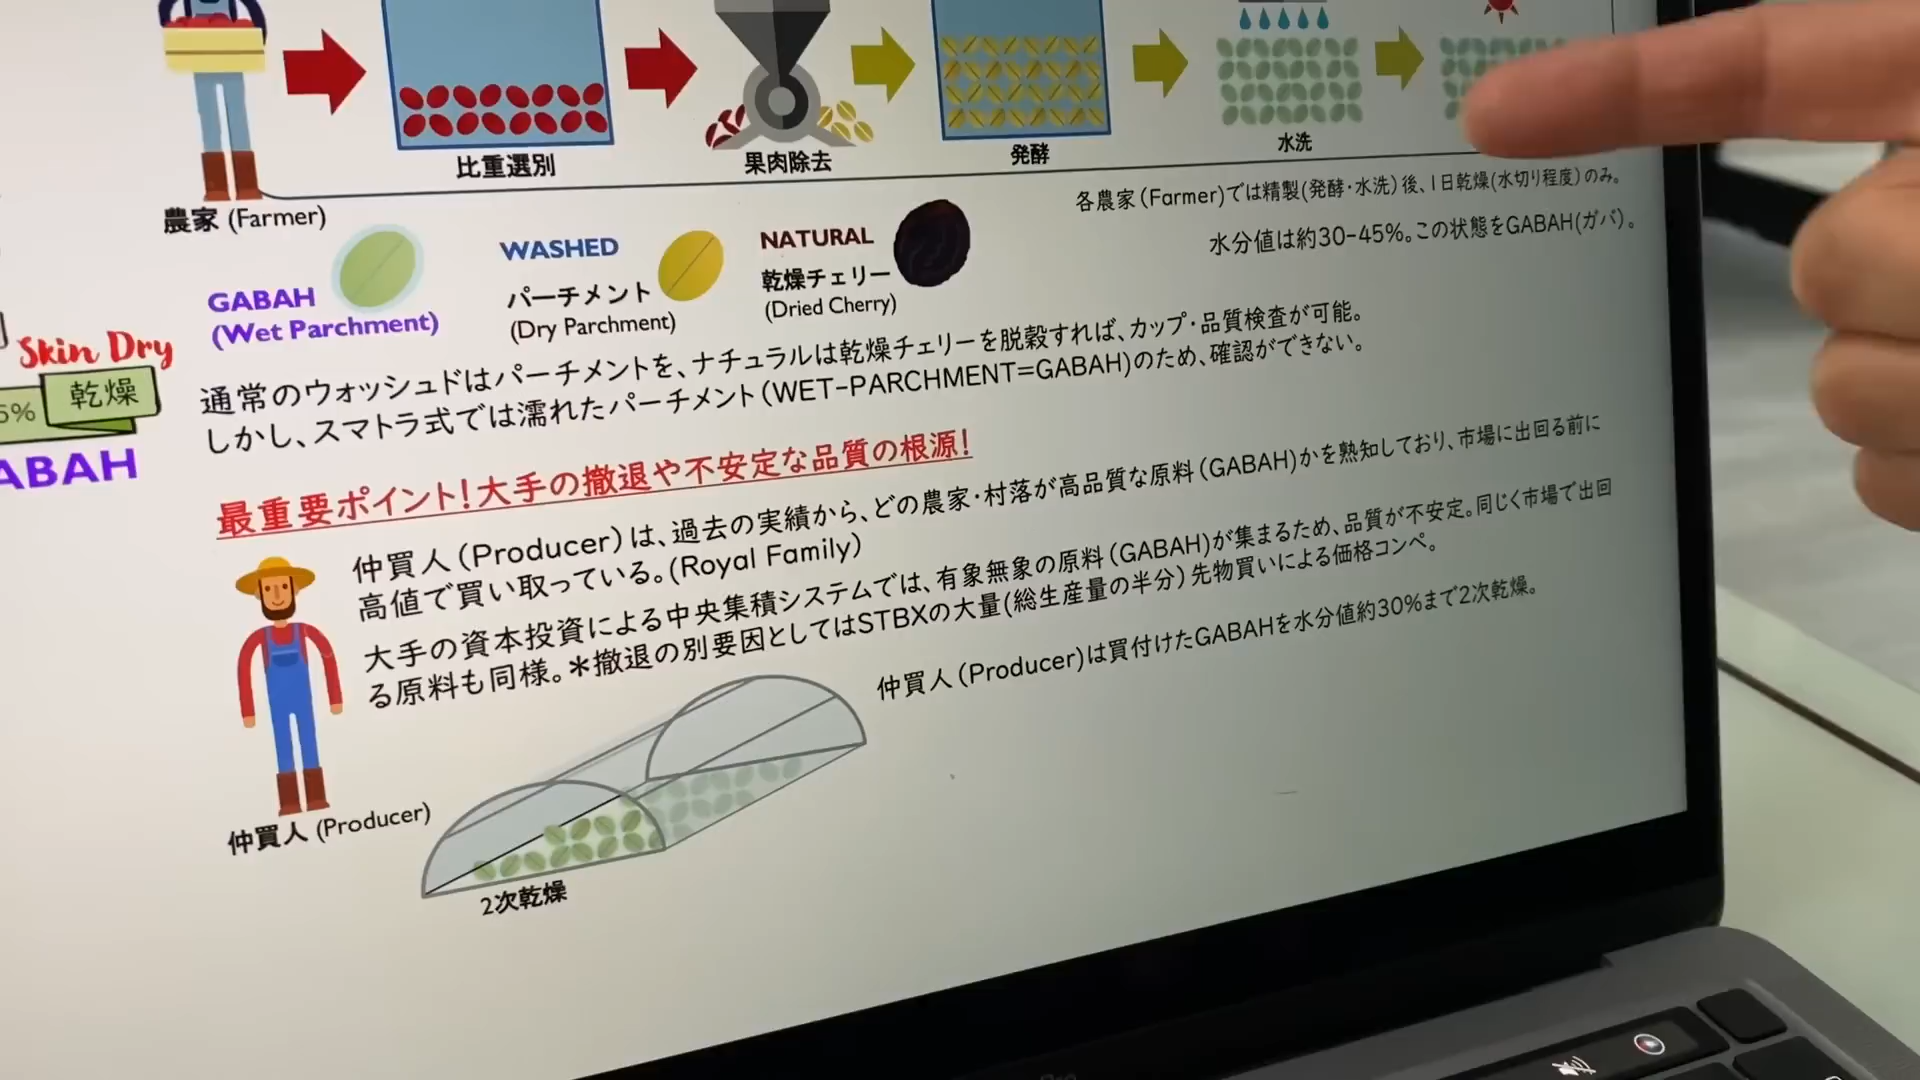 比重選別
果肉除去
発酵
水洗
農家 (Farmer)
各農家(Farmer)では精製(発酵・水洗)後、1日乾燥(水切り程度)のみ。
水分値は約30-45%。この状態をGABAH(ガバ)。
GABAH
(Wet Parchment)
WASHED
パーチメント
(Dry Parchment)
NATURAL
乾燥チェリー
(Dried Cherry)
Skin Dry
5%
乾燥
ABAH
通常のウォッシュドはパーチメントを、ナチュラルは乾燥チェリーを脱穀すれば、カップ・品質検査が可能。
しかし、スマトラ式では濡れたパーチメント(WET-PARCHMENT=GABAH)のため、確認ができない。
最重要ポイント!大手の撤退や不安定な品質の根源!
仲買人(Producer)は、過去の実績から、どの農家・村落が高品質な原料(GABAH)かを熟知しており、市場に出回る前に
高値で買い取っている。(Royal Family)
大手の資本投資による中央集積システムでは、有象無象の原料(GABAH)が集まるため、品質が不安定。同じく市場で出回
る原料も同様。*撤退の別要因としてはSTBXの大量(総生産量の半分)先物買いによる価格コンペ。
仲買人(Producer)は買付けたGABAHを水分値約30%まで2次乾燥。
仲買人 (Producer)
2次乾燥